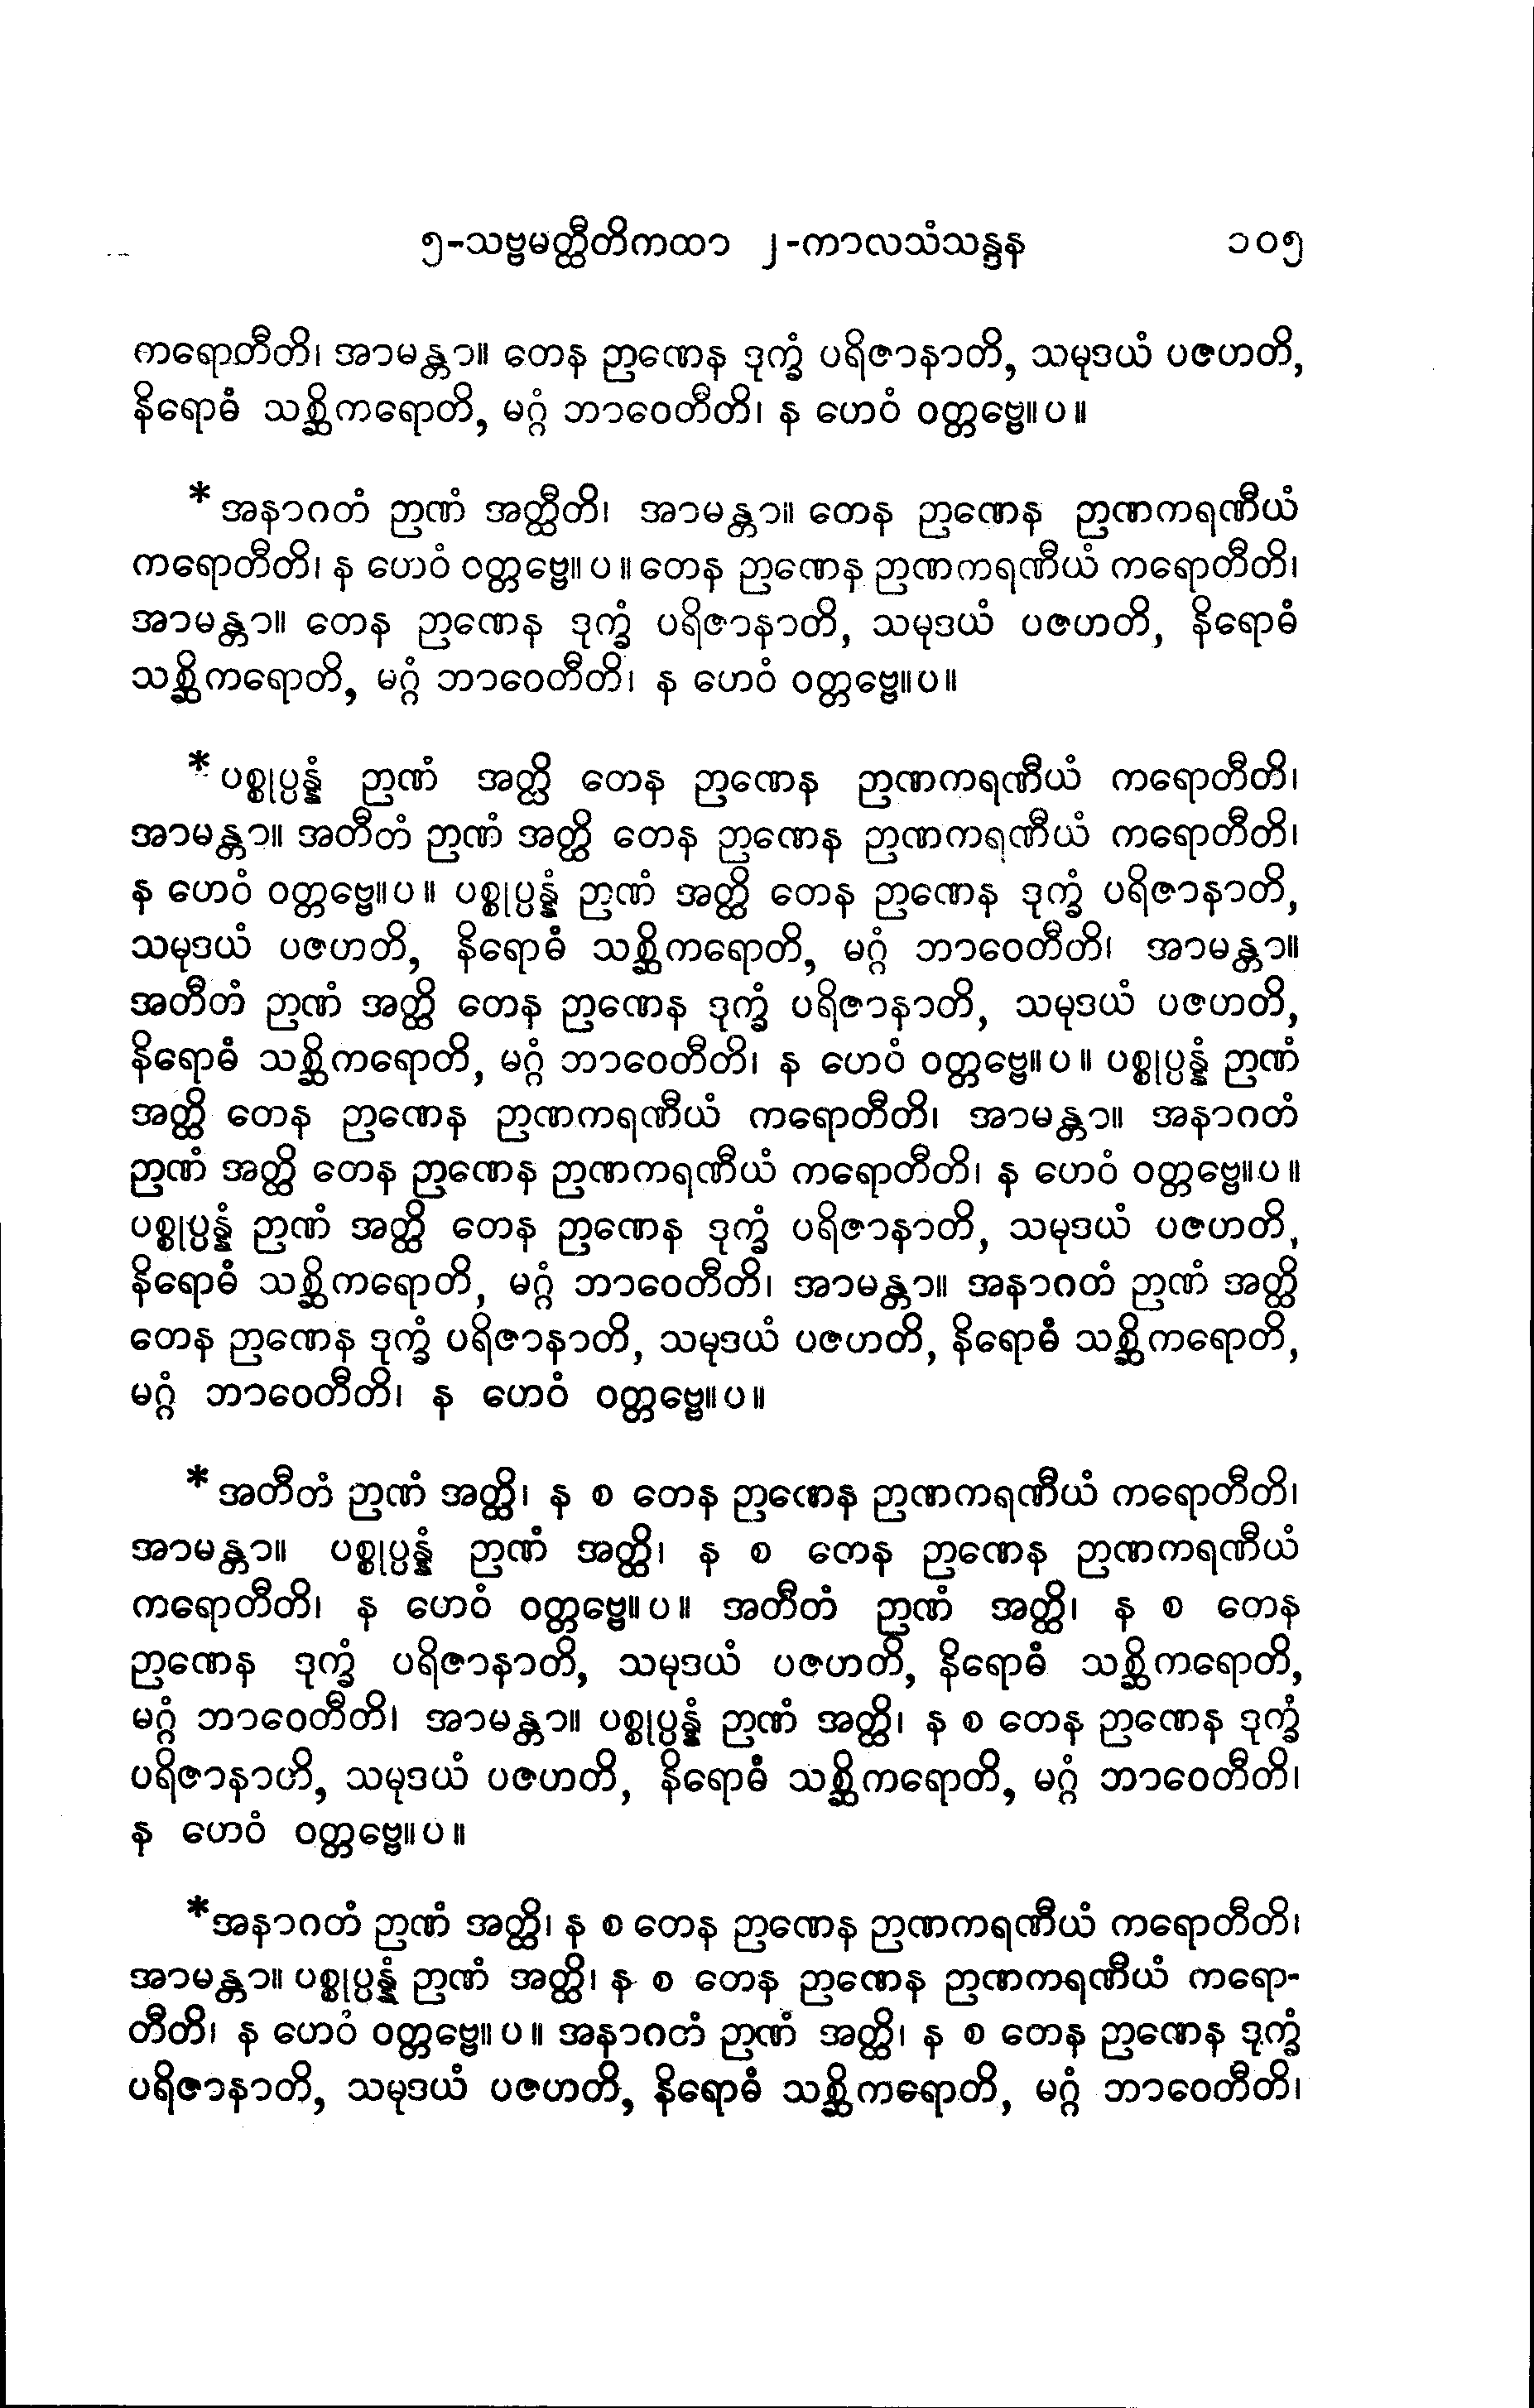 ၅-သဗ္ဗမတ္ထီတိကထာ ၂-ကာလသံသန္ဒန ၁၀၅
ကရောတီတိ၊ အာမန္တာ။ တေန ဉာဏေန ဒုက္ခံ ပရိဇာနာတိ, သမုဒယံ ပဇဟတိ,
နိရောဓံ သစ္ဆိကရောတိ, မဂ္ဂံ ဘာဝေတီတိ၊ န ဟေဝံ ဝတ္တဗ္ဗေ။ပ။
*အနာဂတံ ဉာဏံ အတ္ထီတိ၊ အာမန္တာ။ တေန ဉာဏေန ဉာဏကရဏီယံ
ကရောတီတိ၊ န ဟေဝံ ဝတ္တဗ္ဗေ။ပ။ တေန ဉာဏေန ဉာဏကရဏီယံ ကရောတီတိ၊
အာမန္တာ။ တေန ဉာဏေန ဒုက္ခံ ပရိဇာနာတိ, သမုဒယံ ပဇဟတိ, နိရောဓံ
သစ္ဆိကရောတိ, မဂ္ဂံ ဘာဝေတီတိ၊ န ဟေဝံ ဝတ္တဗ္ဗေ။ပ။
*ပစ္စုပ္ပန္နံ ဉာဏံ အတ္ထိ တေန ဉာဏေန ဉာဏကရဏီယံ ကရောတီတိ၊
အာမန္တာ။ အတီတံ ဉာဏံ အတ္ထိ တေန ဉာဏေန ဉာဏကရဏီယံ ကရောတီတိ၊
န ဟေဝံ ဝတ္တဗ္ဗေ။ပ။ ပစ္စုပ္ပန္နံ ဉာဏံ အတ္ထိ တေန ဉာဏေန ဒုက္ခံ ပရိဇာနာတိ,
သမုဒယံ ပဇဟတိ, နိရောဓံ သစ္ဆိကရောတိ, မဂ္ဂံ ဘာဝေတီတိ၊ အာမန္တာ။
အတီတံ ဉာဏံ အတ္ထိ တေန ဉာဏေန ဒုက္ခံ ပရိဇာနာတိ, သမုဒယံ ပဇဟတိ,
နိရောဓံ သစ္ဆိကရောတိ, မဂ္ဂံ ဘာဝေတီတိ၊ န ဟေဝံ ဝတ္တဗ္ဗေ။ပ။ ပစ္စုပ္ပန္နံ ဉာဏံ
အတ္ထိ တေန ဉာဏေန ဉာဏကရဏီယံ ကရောတီတိ၊ အာမန္တာ။ အနာဂတံ
ဉာဏံ အတ္ထိ တေန ဉာဏေန ဉာဏကရဏီယံ ကရောတီတိ၊ န ဟေဝံ ဝတ္တဗ္ဗေ။ပ။
ပစ္စုပ္ပန္နံ ဉာဏံ အတ္ထိ တေန ဉာဏေန ဒုက္ခံ ပရိဇာနာတိ, သမုဒယံ ပဇဟတိ,
နိရောဓံ သစ္ဆိကရောတိ, မဂ္ဂံ ဘာဝေတီတိ၊ အာမန္တာ။ အနာဂတံ ဉာဏံ အတ္ထိ
တေန ဉာဏေန ဒုက္ခံ ပရိဇာနာတိ, သမုဒယံ ပဇဟတိ, နိရောဓံ သစ္ဆိကရောတိ,
မဂ္ဂံ ဘာဝေတီတိ၊ န ဟေဝံ ဝတ္တဗ္ဗေ။ပ။
*အတီတံ ဉာဏံ အတ္ထိ၊ န စ တေန ဉာဏေန ဉာဏကရဏီယံ ကရောတီတိ၊
အာမန္တာ။ ပစ္စုပ္ပန္နံ ဉာဏံ အတ္ထိ၊ န စ တေန ဉာဏေန ဉာဏကရဏီယံ
ကရောတီတိ၊ န ဟေဝံ ဝတ္တဗ္ဗေ။ပ။ အတီတံ ဉာဏံ အတ္ထိ၊ န စ တေန
ဉာဏေန ဒုက္ခံ ပရိဇာနာတိ, သမုဒယံ ပဇဟတိ, နိရောဓံ သစ္ဆိကရောတိ,
မဂ္ဂံ ဘာဝေတီတိ၊ အာမန္တာ။ ပစ္စုပ္ပန္နံ ဉာဏံ အတ္ထိ၊ န စ တေန ဉာဏေန ဒုက္ခံ
ပရိဇာနာတိ, သမုဒယံ ပဇဟတိ, နိရောဓံ သစ္ဆိကရောတိ, မဂ္ဂံ ဘာဝေတီတိ၊
န ဟေဝံ ဝတ္တဗ္ဗေ။ပ။
*အနာဂတံ ဉာဏံ အတ္ထိ၊ န စ တေန ဉာဏေန ဉာဏကရဏီယံ ကရောတီတိ၊
အာမန္တာ။ ပစ္စုပ္ပန္နံ ဉာဏံ အတ္ထိ၊ န စ တေန ဉာဏေန ဉာဏကရဏီယံ ကရော-
တီတိ၊ န ဟေဝံ ဝတ္တဗ္ဗေ။ပ။ အနာဂတံ ဉာဏံ အတ္ထိ၊ န စ တေန ဉာဏေန ဒုက္ခံ
ပရိဇာနာတိ, သမုဒယံ ပဇဟတိ, နိရောဓံ သစ္ဆိကရောတိ, မဂ္ဂံ ဘာဝေတီတိ၊